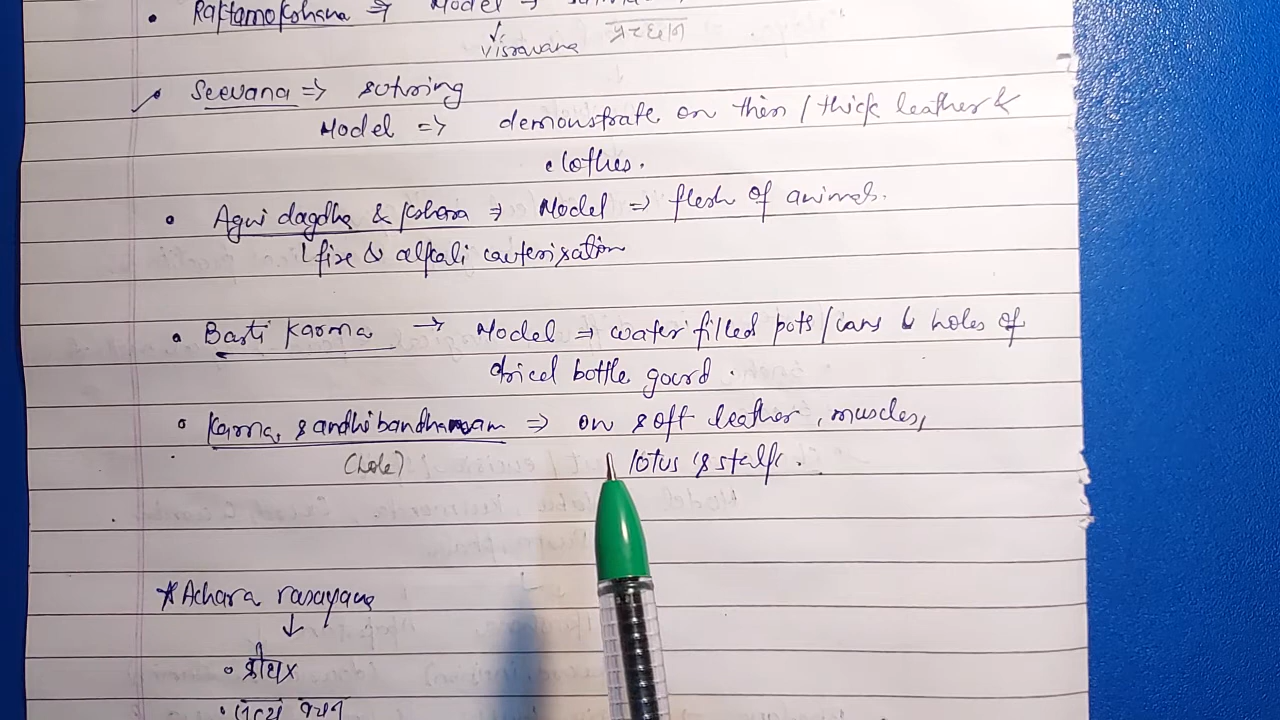 • Raktamokshana ⇒ Model ⇒
Visravana
Seevana ⇒ suturing
Model ⇒ demonstrate on thin / thick leather &
clothes.
• Agni dagdha & kshara ⇒ Model ⇒ flesh of animals.
fire & alkali cauterisation
• Basti karma → Model ⇒ water filled pots / cans & holes of
dried bottle gourd.
• Karna, sandhibandhanam ⇒ on soft leather, muscles,
(Lobe) lotus's stalk.
* Achara rasayana
↓